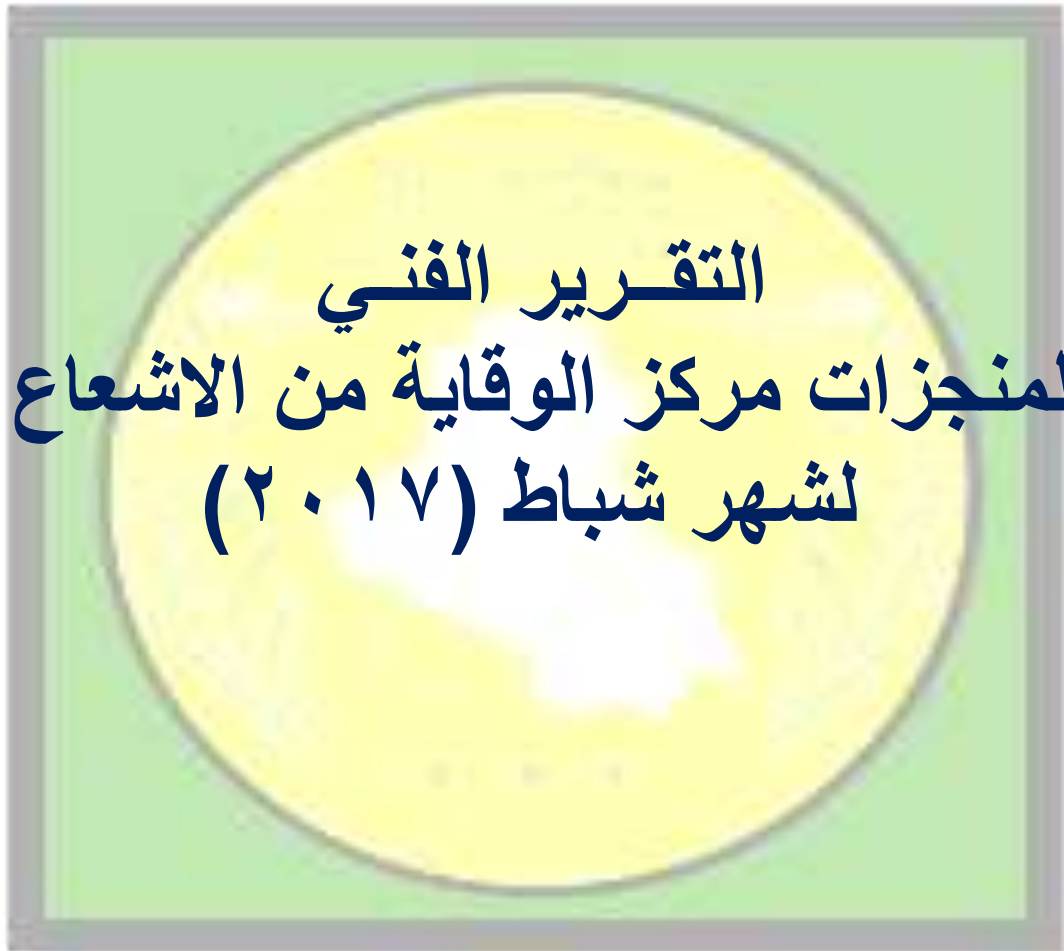 التقــرير الفنــي
لمنجزات مركز الوقاية من الاشعاع
لشهر شباط (٢٠١٧)